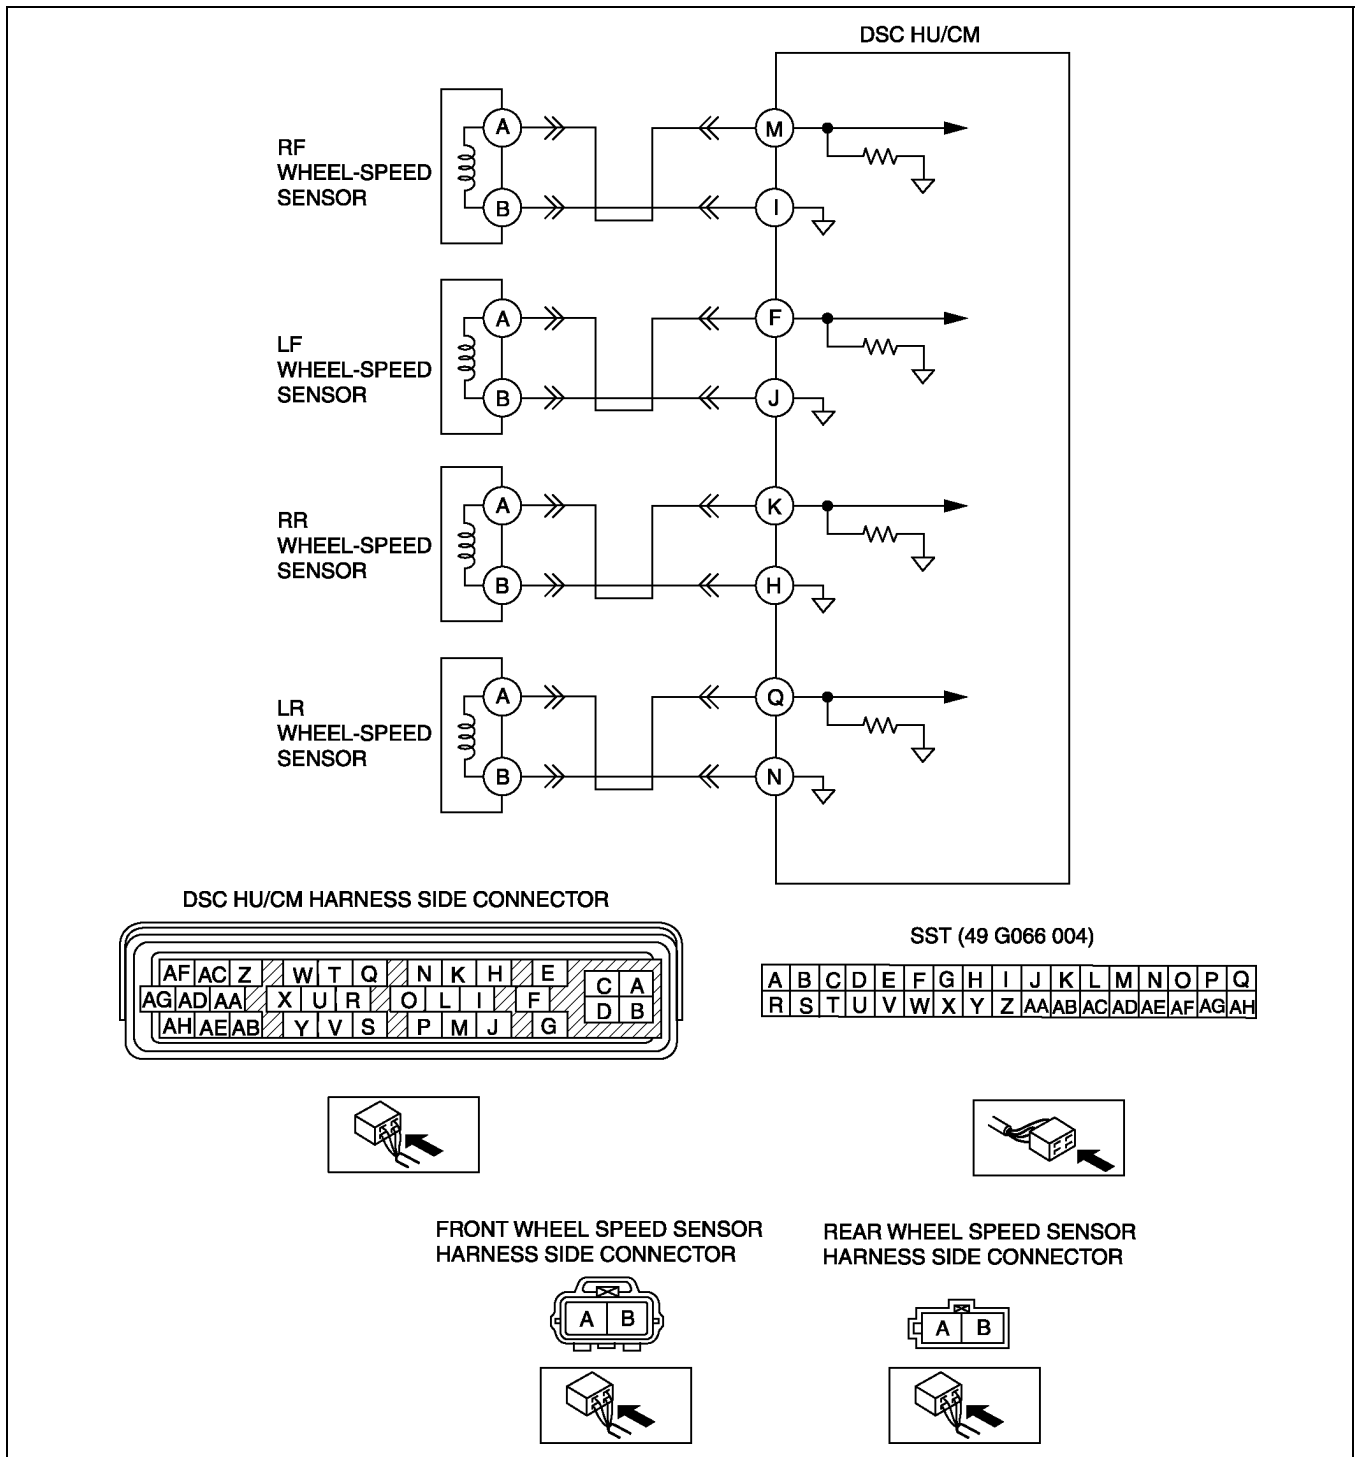 DSC HU/CM
RF
WHEEL-SPEED
SENSOR
A
B
M
I
LF
WHEEL-SPEED
SENSOR
A
B
F
J
RR
WHEEL-SPEED
SENSOR
A
B
K
H
LR
WHEEL-SPEED
SENSOR
A
B
Q
N
DSC HU/CM HARNESS SIDE CONNECTOR
AF AC Z W T Q N K H E C A
AG AD AA X U R O L I F D B
AH AE AB Y V S P M J G
SST (49 G066 004)
A B C D E F G H I J K L M N O P Q
R S T U V W X Y Z AA AB AC AD AE AF AG AH
FRONT WHEEL SPEED SENSOR
HARNESS SIDE CONNECTOR
A B
REAR WHEEL SPEED SENSOR
HARNESS SIDE CONNECTOR
A B